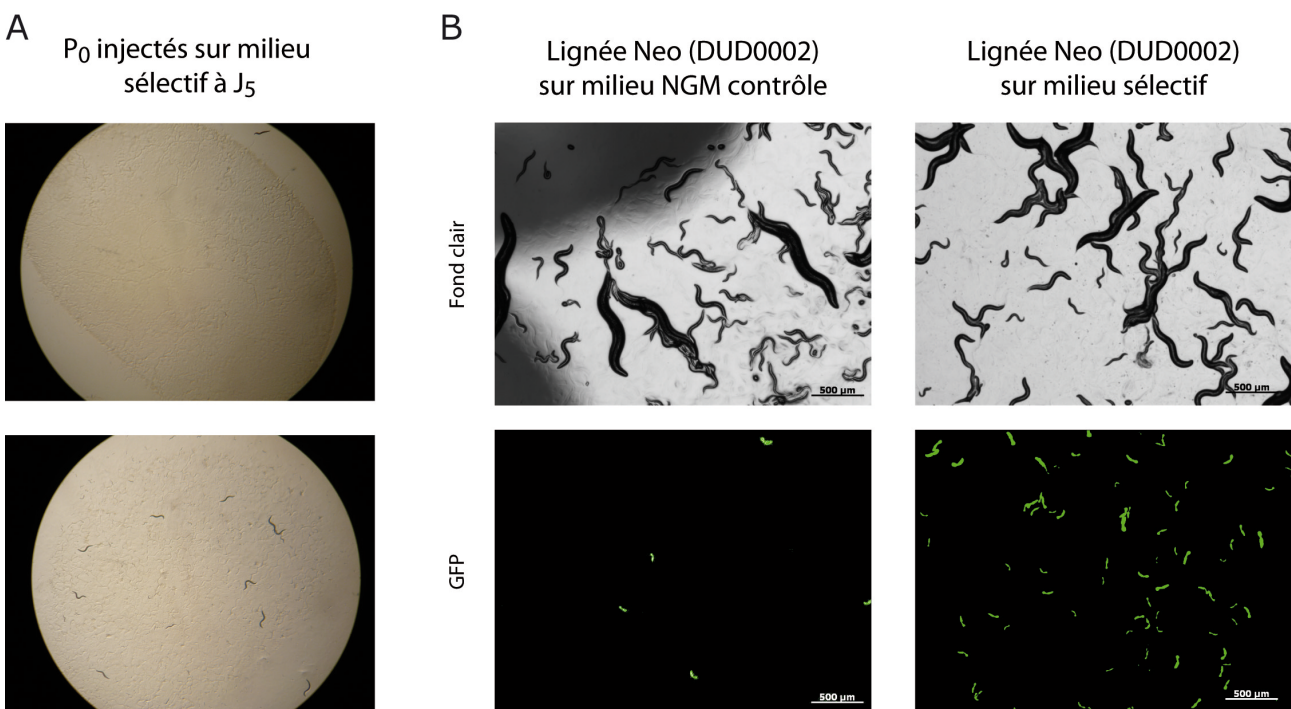 A
P0 injectés sur milieu
sélectif à J5
B
Lignée Neo (DUD0002)
sur milieu NGM contrôle
Lignée Neo (DUD0002)
sur milieu sélectif
Fond clair
500 µm
500 µm
GFP
500 µm
500 µm